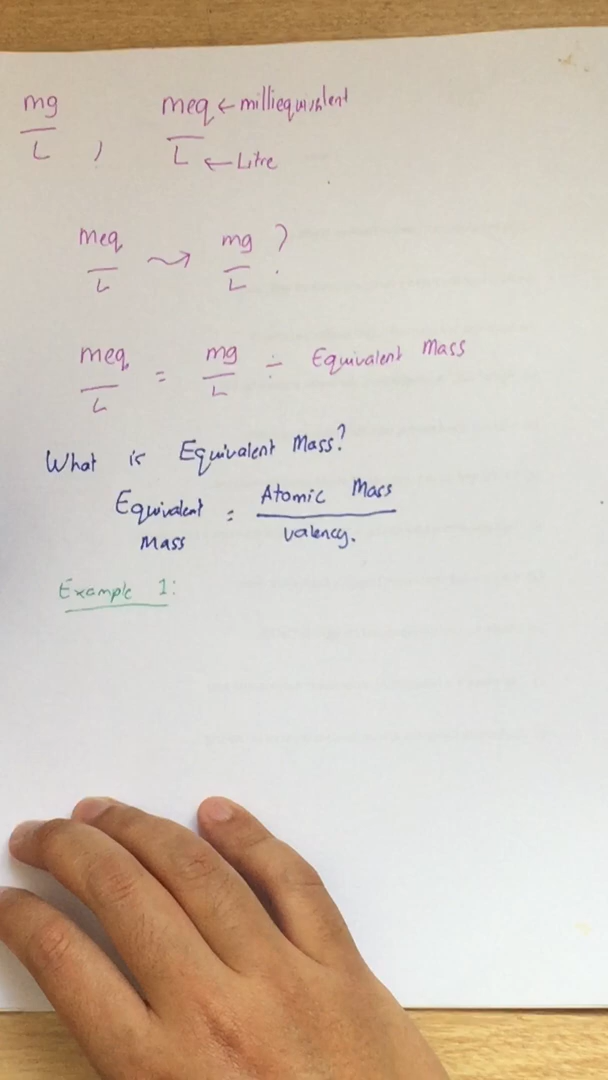 mg/L , meq/L ← milliequivalent
← Litre
meq/L ⇝ mg/L ?
meq/L = mg/L ÷ Equivalent Mass
What is Equivalent Mass?
Equivalent Mass = Atomic Mass / valency.
Example 1: